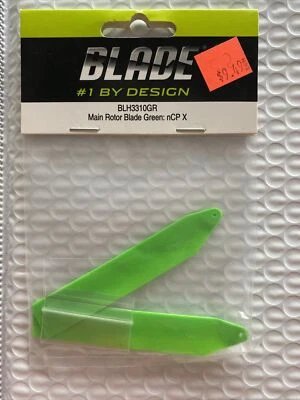 BLADE®
#1 BY DESIGN
BLH3310GR
Main Rotor Blade Green: nCP X